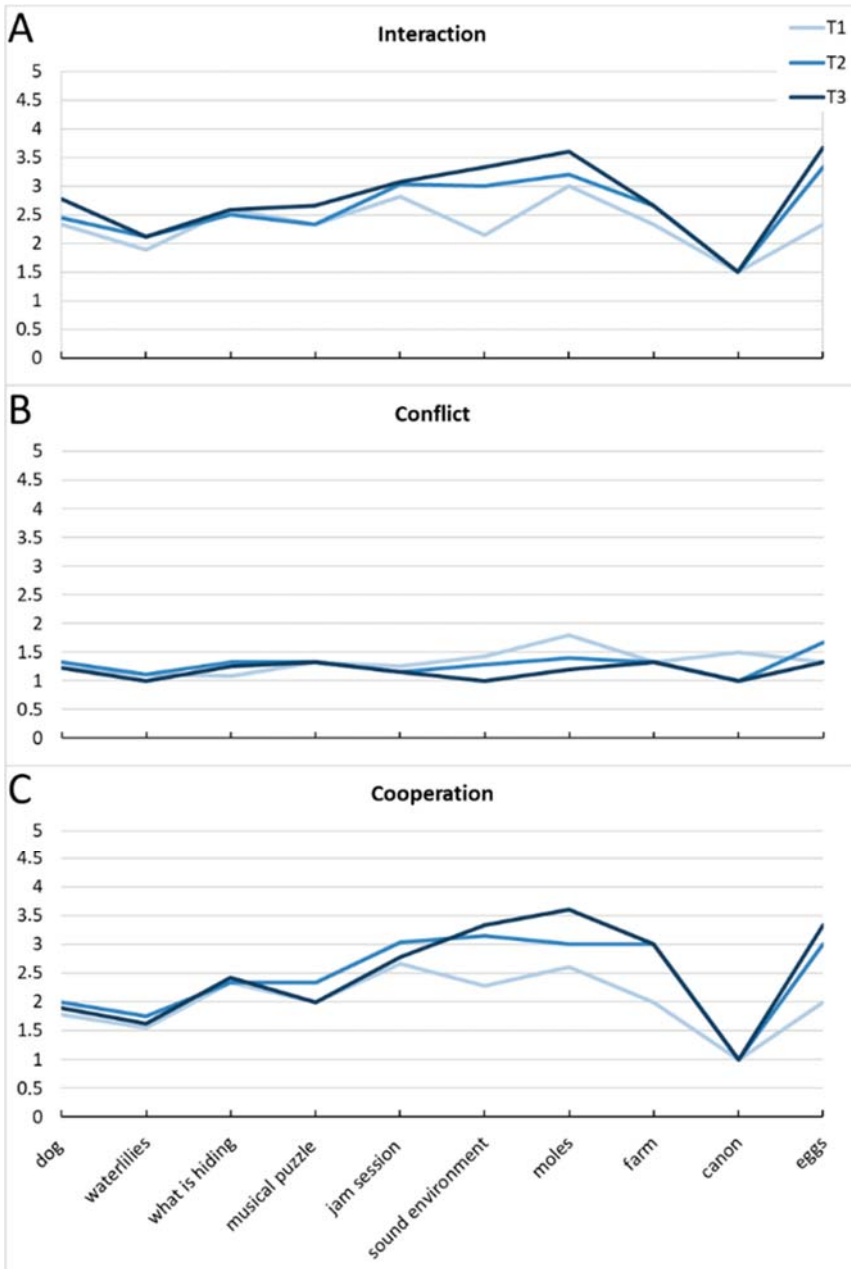 A
Interaction
T1
T2
T3
5
4.5
4
3.5
3
2.5
2
1.5
1
0.5
0
B
Conflict
5
4.5
4
3.5
3
2.5
2
1.5
1
0.5
0
C
Cooperation
5
4.5
4
3.5
3
2.5
2
1.5
1
0.5
0
dog
waterlilies
what is hiding
musical puzzle
jam session
sound environment
moles
farm
canon
eggs